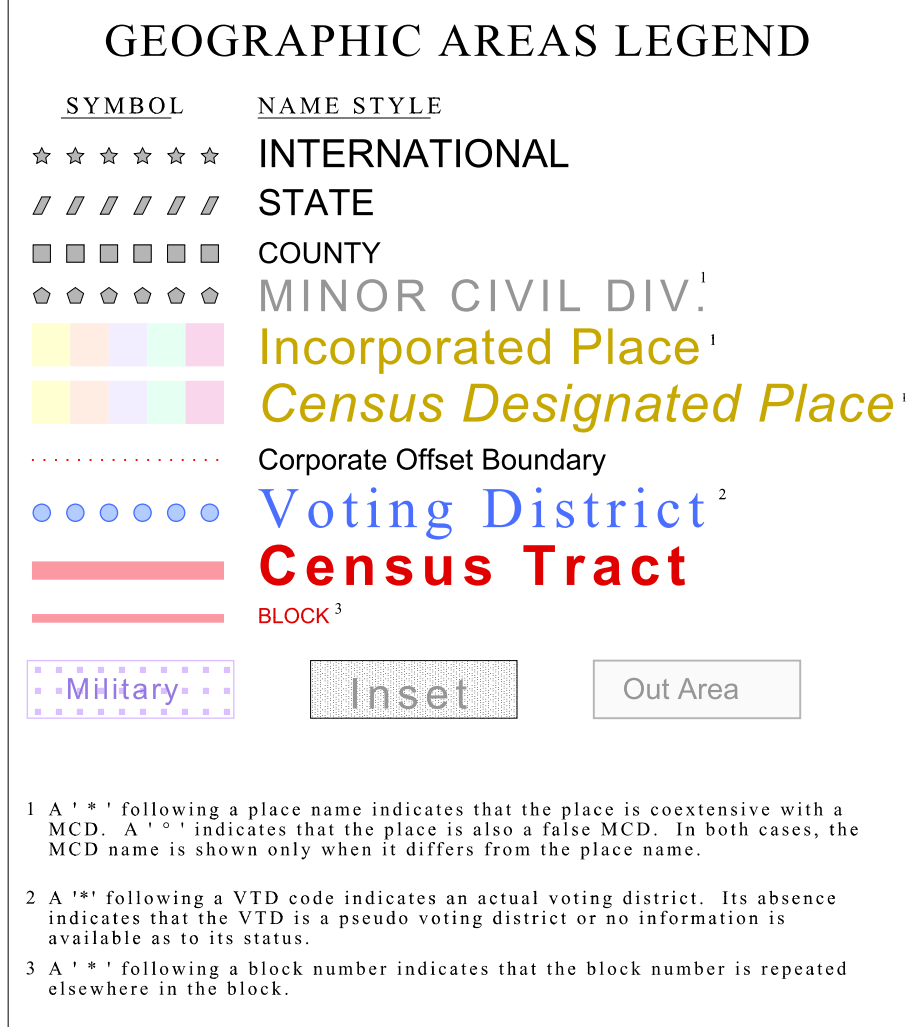 GEOGRAPHIC AREAS LEGEND
SYMBOL NAME STYLE
INTERNATIONAL
STATE
COUNTY
MINOR CIVIL DIV. 1
Incorporated Place 1
Census Designated Place 1
Corporate Offset Boundary
Voting District 2
Census Tract
BLOCK 3
Military Inset Out Area
1 A ' * ' following a place name indicates that the place is coextensive with a
MCD. A ' ° ' indicates that the place is also a false MCD. In both cases, the
MCD name is shown only when it differs from the place name.
2 A '*' following a VTD code indicates an actual voting district. Its absence
indicates that the VTD is a pseudo voting district or no information is
available as to its status.
3 A ' * ' following a block number indicates that the block number is repeated
elsewhere in the block.